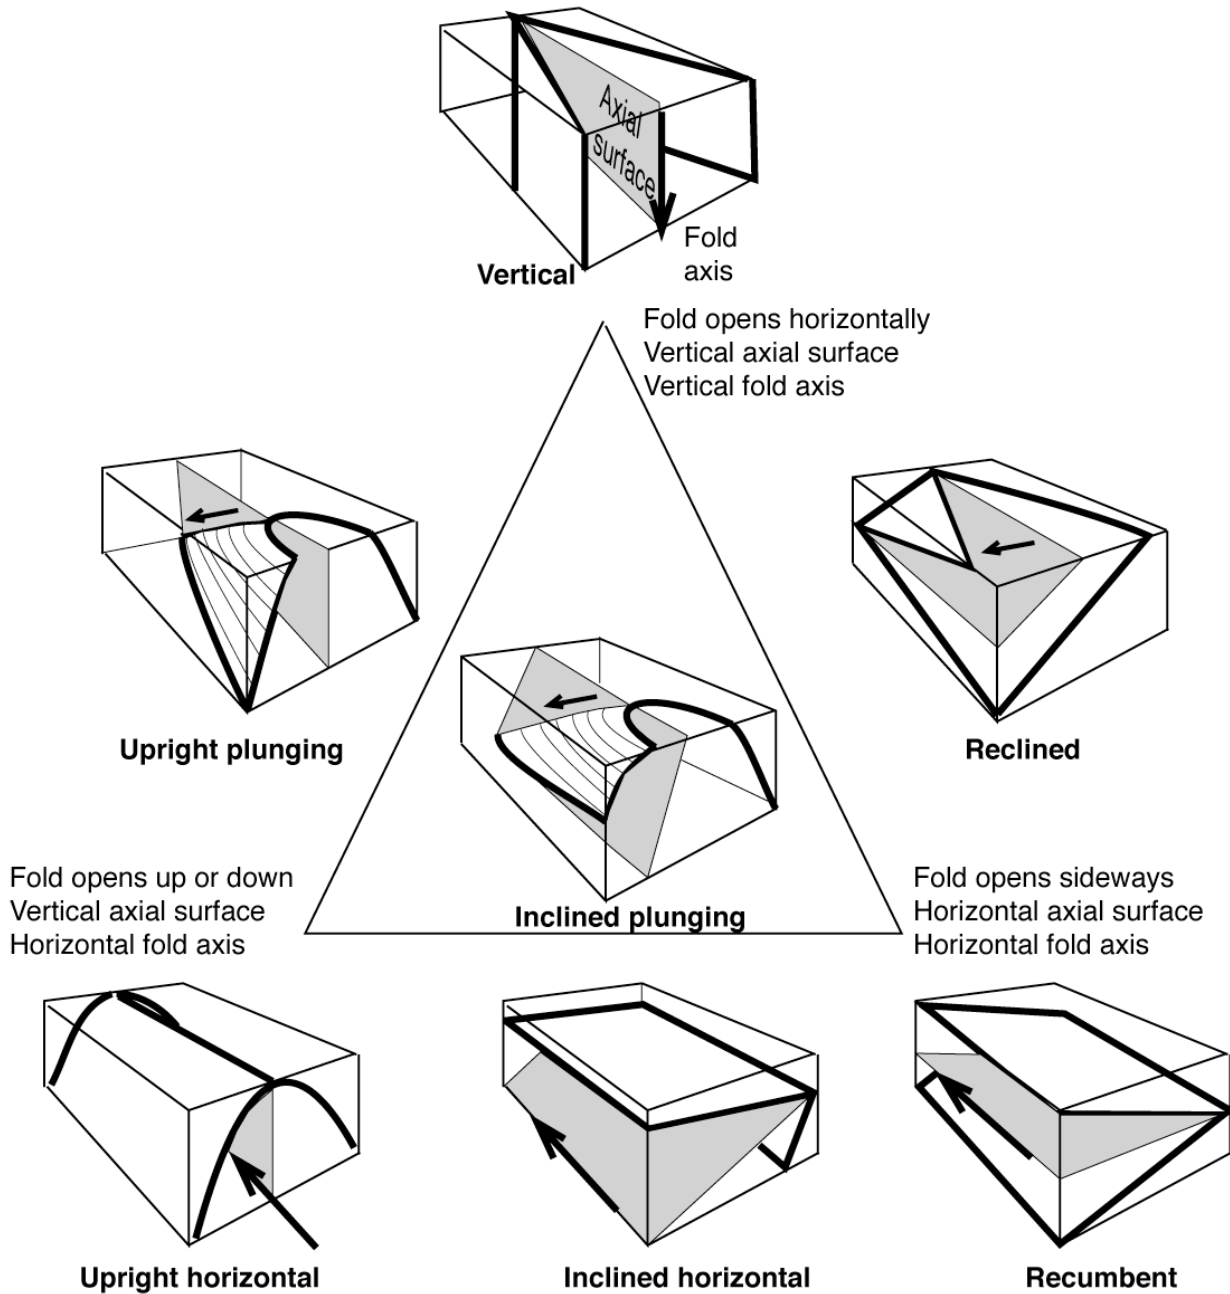 Axial
surface
Fold
axis
Vertical
Fold opens horizontally
Vertical axial surface
Vertical fold axis
Upright plunging
Reclined
Inclined plunging
Fold opens up or down
Vertical axial surface
Horizontal fold axis
Fold opens sideways
Horizontal axial surface
Horizontal fold axis
Upright horizontal
Inclined horizontal
Recumbent